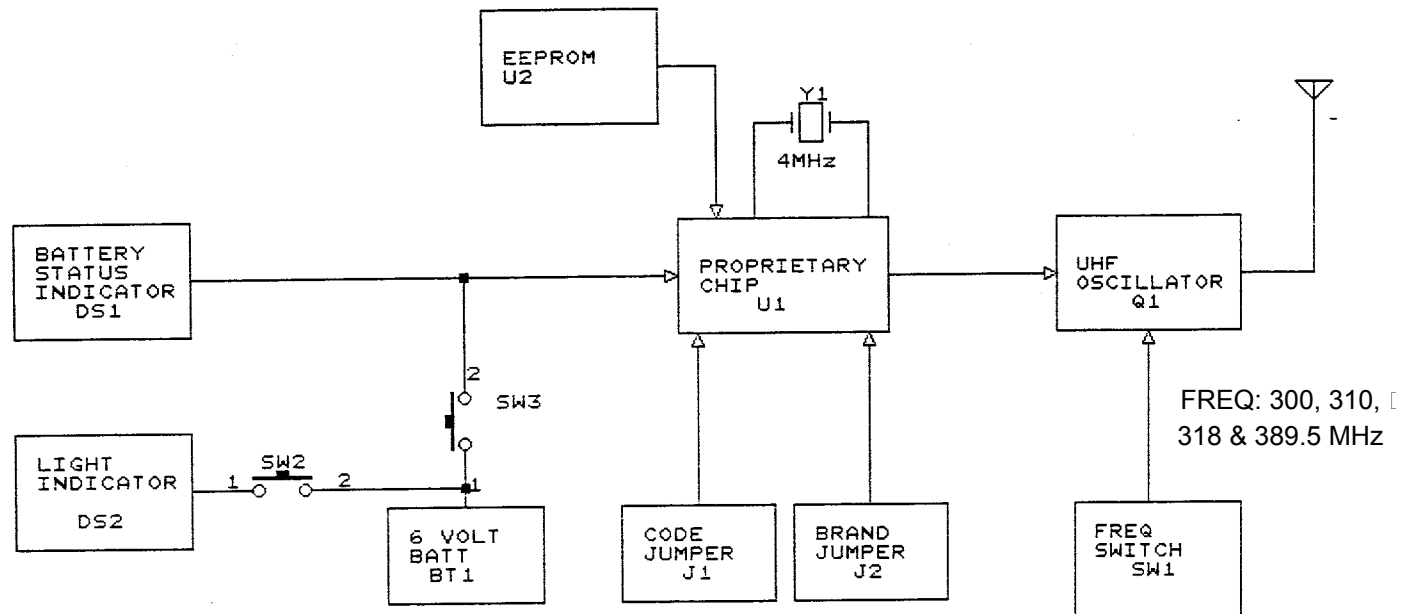 EEPROM
U2
Y1
4MHz
BATTERY
STATUS
INDICATOR
DS1
PROPRIETARY
CHIP
U1
UHF
OSCILLATOR
Q1
2
SW3
FREQ: 300, 310,
318 & 389.5 MHz
LIGHT
INDICATOR
DS2
1
SW2
2
1
6 VOLT
BATT
BT1
CODE
JUMPER
J1
BRAND
JUMPER
J2
FREQ
SWITCH
SW1